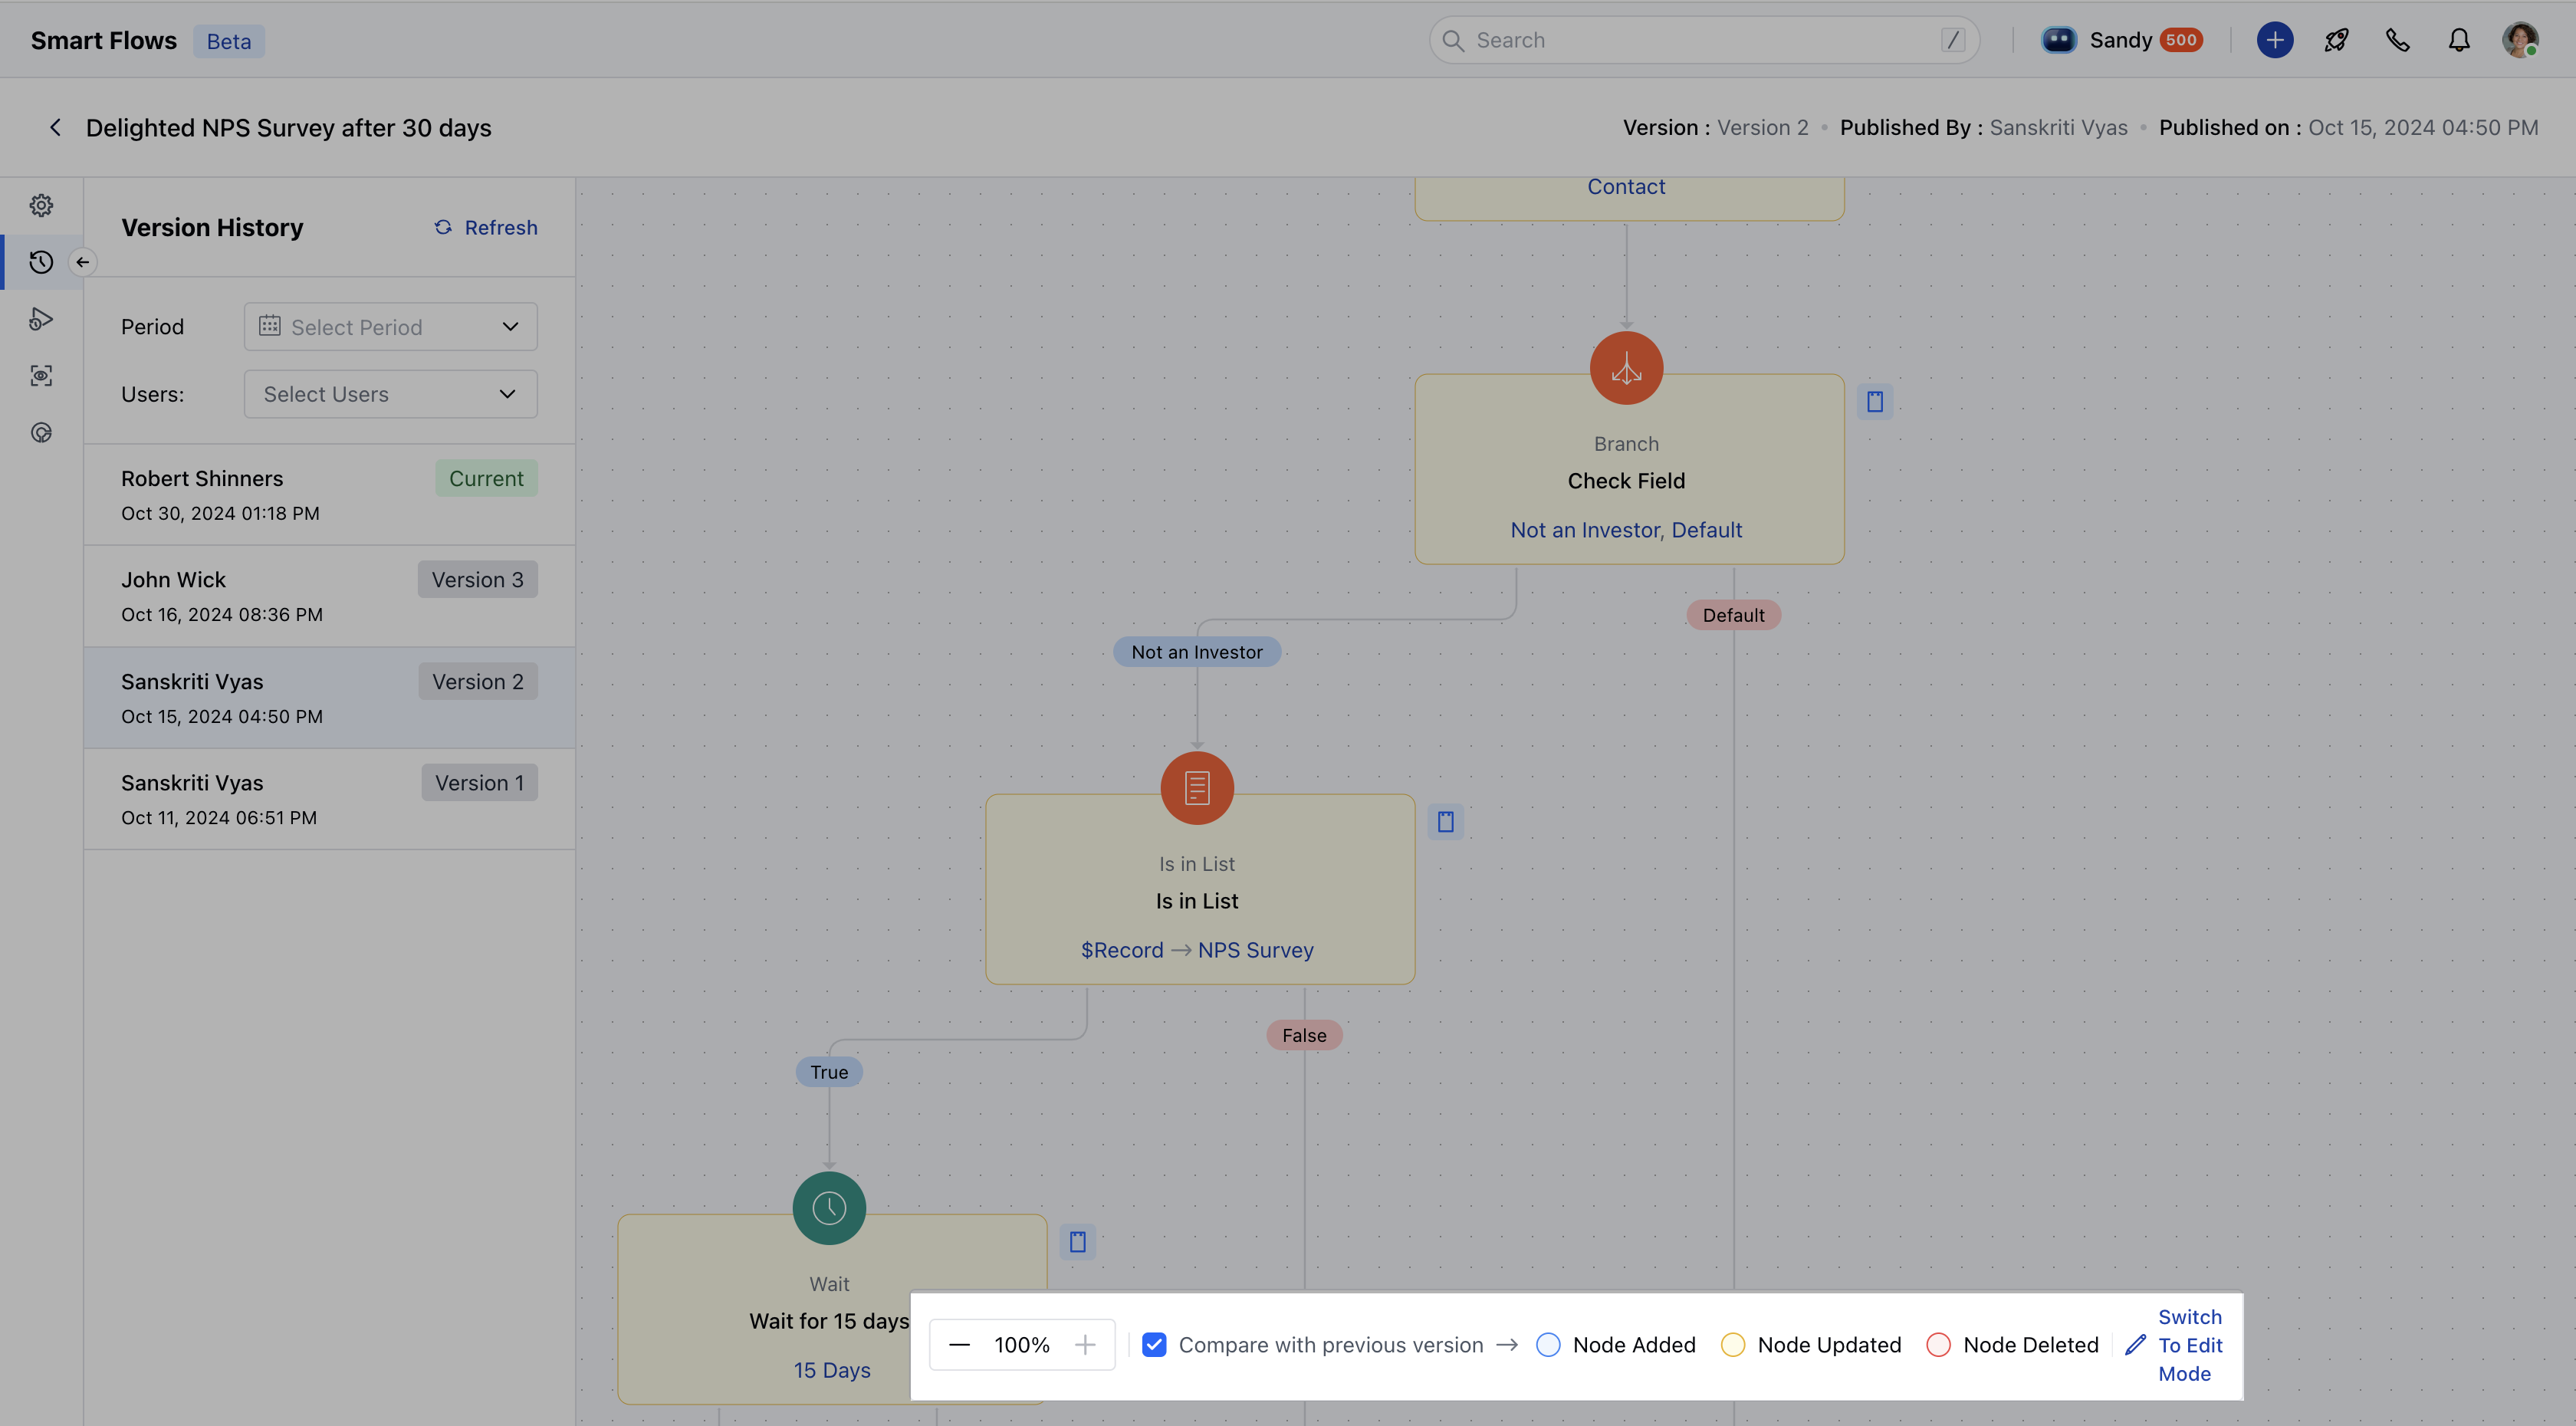 Smart Flows Beta
Search /
Sandy 500
Delighted NPS Survey after 30 days
Version : Version 2 • Published By : Sanskriti Vyas • Published on : Oct 15, 2024 04:50 PM
Version History
Refresh
Period Select Period
Users: Select Users
Robert Shinners Current
Oct 30, 2024 01:18 PM
John Wick Version 3
Oct 16, 2024 08:36 PM
Sanskriti Vyas Version 2
Oct 15, 2024 04:50 PM
Sanskriti Vyas Version 1
Oct 11, 2024 06:51 PM
Contact
Branch
Check Field
Not an Investor, Default
Default
Not an Investor
Is in List
Is in List
$Record → NPS Survey
False
True
Wait
Wait for 15 days
15 Days
100%
Compare with previous version →
Node Added
Node Updated
Node Deleted
Switch
To Edit
Mode